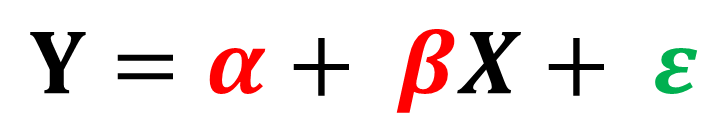 Y = α + βX + ε